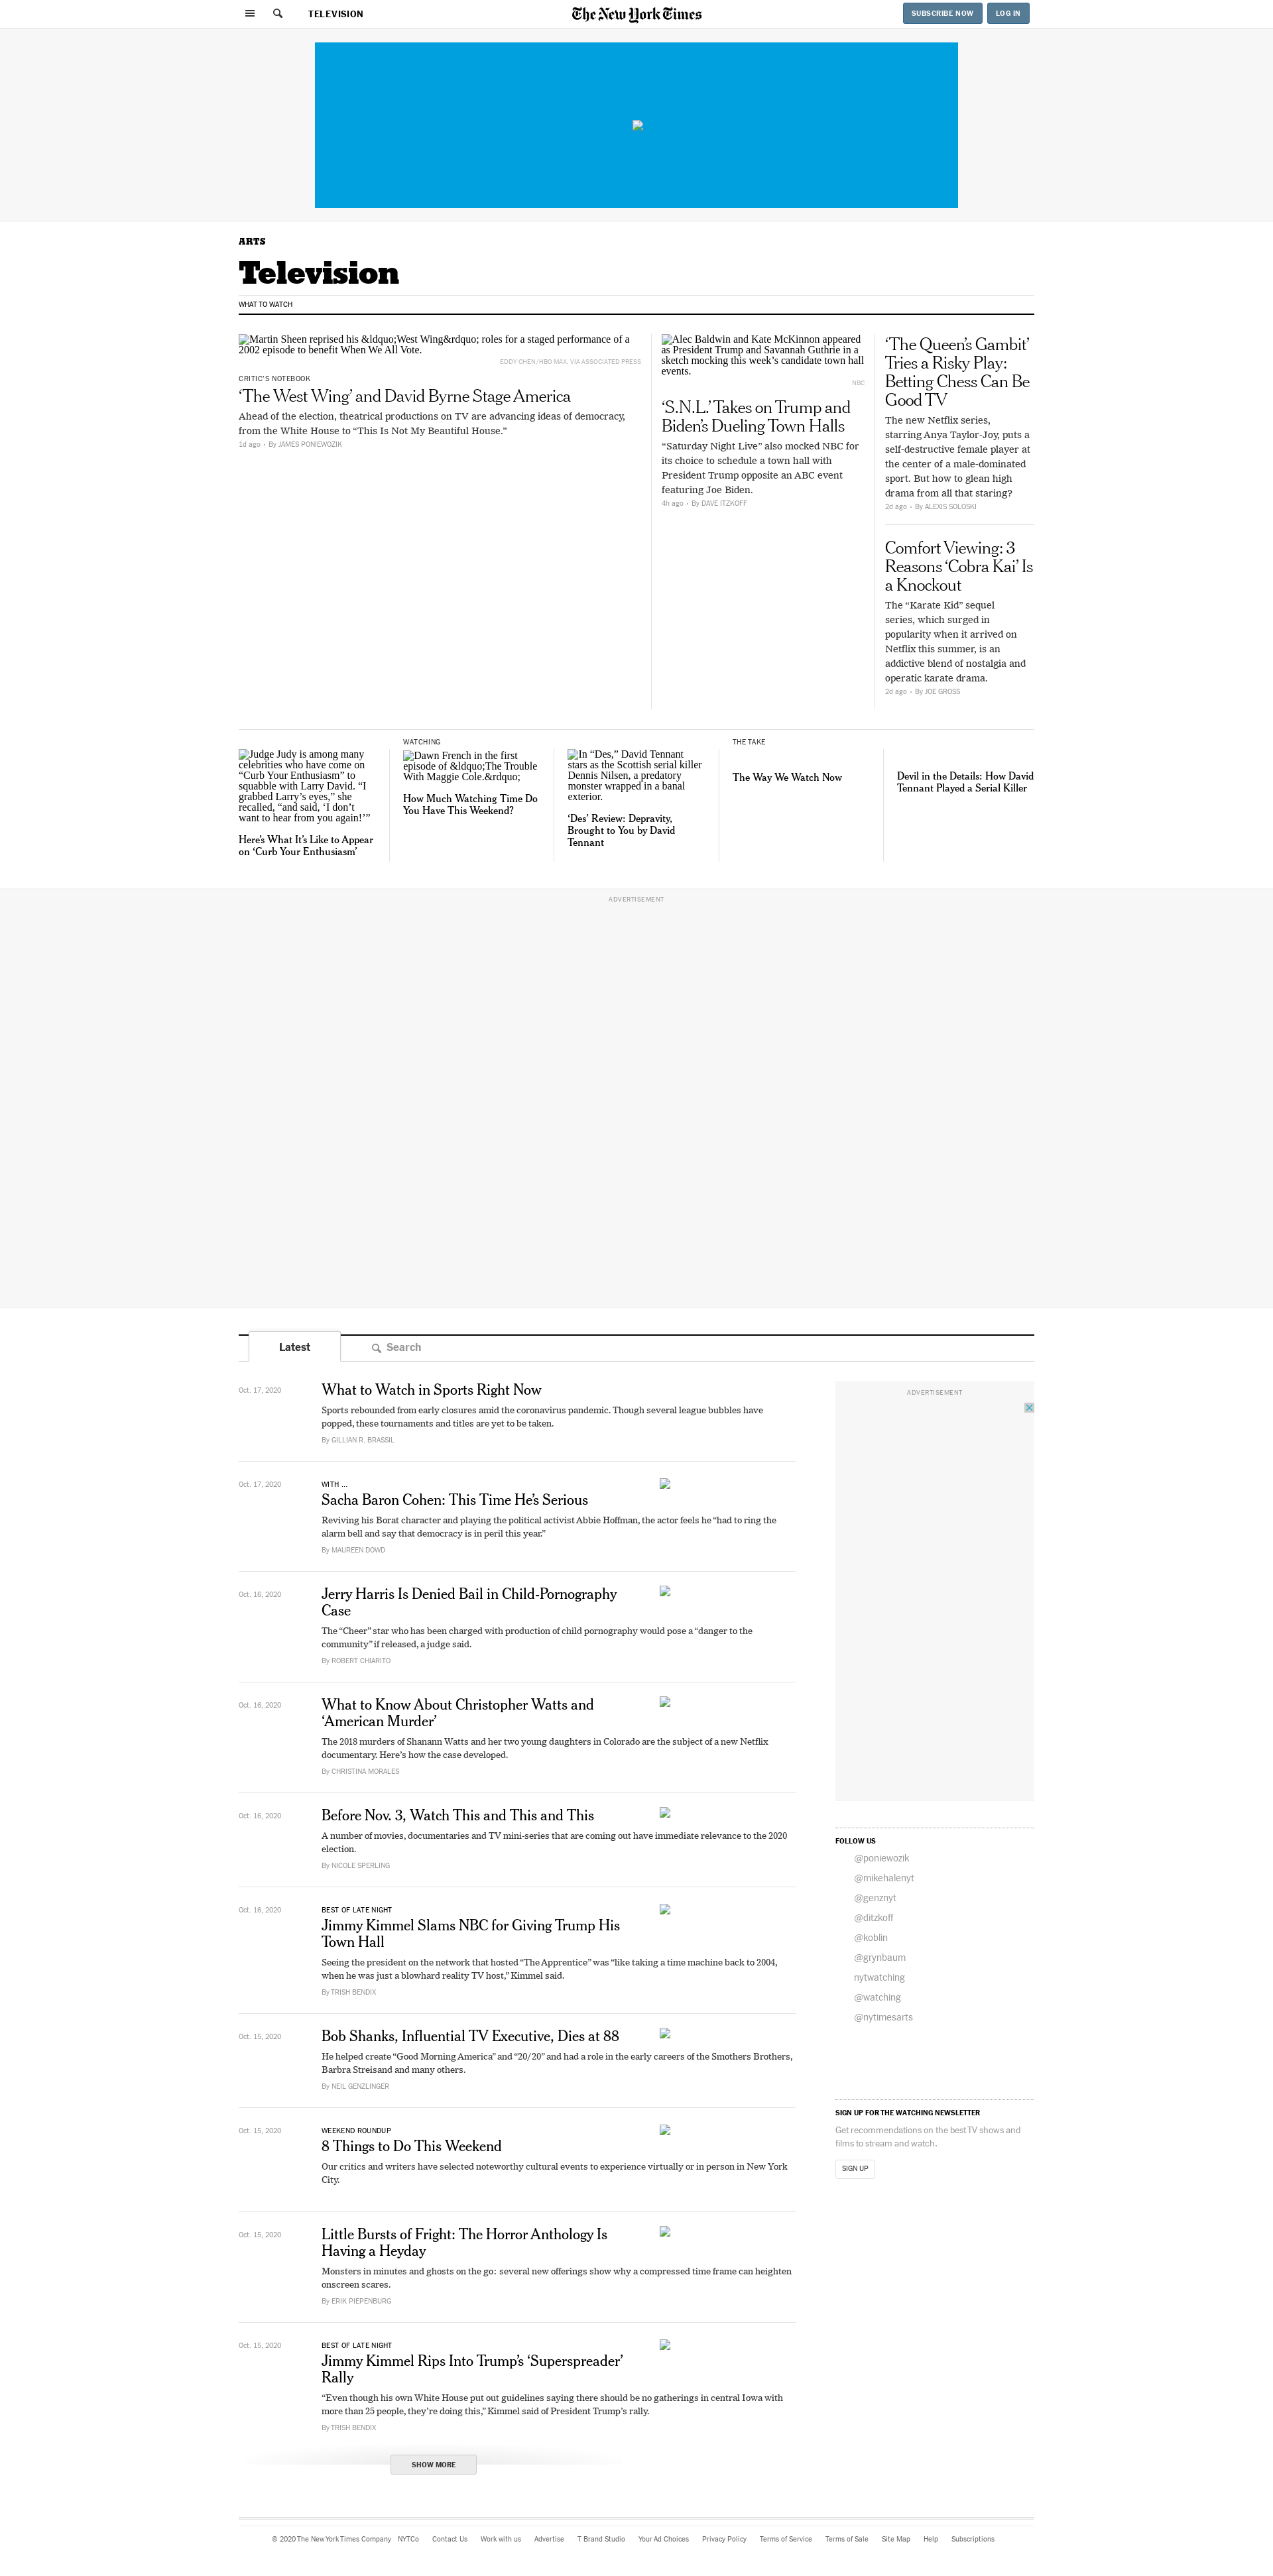 TELEVISION
The New York Times
SUBSCRIBE NOW
LOG IN
ARTS
Television
WHAT TO WATCH
Martin Sheen reprised his &ldquo;West Wing&rdquo; roles for a staged performance of a
2002 episode to benefit When We All Vote.
EDDY CHEN/HBO MAX, VIA ASSOCIATED PRESS
CRITIC'S NOTEBOOK
‘The West Wing’ and David Byrne Stage America
Ahead of the election, theatrical productions on TV are advancing ideas of democracy,
from the White House to “This Is Not My Beautiful House.”
1d ago · By JAMES PONIEWOZIK
Alec Baldwin and Kate McKinnon appeared
as President Trump and Savannah Guthrie in a
sketch mocking this week’s candidate town hall
events.
NBC
‘S.N.L.’ Takes on Trump and
Biden’s Dueling Town Halls
“Saturday Night Live” also mocked NBC for
its choice to schedule a town hall with
President Trump opposite an ABC event
featuring Joe Biden.
4h ago · By DAVE ITZKOFF
‘The Queen’s Gambit’
Tries a Risky Play:
Betting Chess Can Be
Good TV
The new Netflix series,
starring Anya Taylor-Joy, puts a
self-destructive female player at
the center of a male-dominated
sport. But how to glean high
drama from all that staring?
2d ago · By ALEXIS SOLOSKI
Comfort Viewing: 3
Reasons ‘Cobra Kai’ Is
a Knockout
The “Karate Kid” sequel
series, which surged in
popularity when it arrived on
Netflix this summer, is an
addictive blend of nostalgia and
operatic karate drama.
2d ago · By JOE GROSS
Judge Judy is among many
celebrities who have come on
“Curb Your Enthusiasm” to
squabble with Larry David. “I
grabbed Larry’s eyes,” she
recalled, “and said, ‘I don’t
want to hear from you again!’”
Here’s What It’s Like to Appear
on ‘Curb Your Enthusiasm’
WATCHING
Dawn French in the first
episode of &ldquo;The Trouble
With Maggie Cole.&rdquo;
How Much Watching Time Do
You Have This Weekend?
In “Des,” David Tennant
stars as the Scottish serial killer
Dennis Nilsen, a predatory
monster wrapped in a banal
exterior.
‘Des’ Review: Depravity,
Brought to You by David
Tennant
THE TAKE
The Way We Watch Now
Devil in the Details: How David
Tennant Played a Serial Killer
ADVERTISEMENT
Latest
Search
Oct. 17, 2020
What to Watch in Sports Right Now
Sports rebounded from early closures amid the coronavirus pandemic. Though several league bubbles have
popped, these tournaments and titles are yet to be taken.
By GILLIAN R. BRASSIL
Oct. 17, 2020
WITH ...
Sacha Baron Cohen: This Time He’s Serious
Reviving his Borat character and playing the political activist Abbie Hoffman, the actor feels he “had to ring the
alarm bell and say that democracy is in peril this year.”
By MAUREEN DOWD
Oct. 16, 2020
Jerry Harris Is Denied Bail in Child-Pornography
Case
The “Cheer” star who has been charged with production of child pornography would pose a “danger to the
community” if released, a judge said.
By ROBERT CHIARITO
Oct. 16, 2020
What to Know About Christopher Watts and
‘American Murder’
The 2018 murders of Shanann Watts and her two young daughters in Colorado are the subject of a new Netflix
documentary. Here’s how the case developed.
By CHRISTINA MORALES
Oct. 16, 2020
Before Nov. 3, Watch This and This and This
A number of movies, documentaries and TV mini-series that are coming out have immediate relevance to the 2020
election.
By NICOLE SPERLING
Oct. 16, 2020
BEST OF LATE NIGHT
Jimmy Kimmel Slams NBC for Giving Trump His
Town Hall
Seeing the president on the network that hosted “The Apprentice” was “like taking a time machine back to 2004,
when he was just a blowhard reality TV host,” Kimmel said.
By TRISH BENDIX
Oct. 15, 2020
Bob Shanks, Influential TV Executive, Dies at 88
He helped create “Good Morning America” and “20/20” and had a role in the early careers of the Smothers Brothers,
Barbra Streisand and many others.
By NEIL GENZLINGER
Oct. 15, 2020
WEEKEND ROUNDUP
8 Things to Do This Weekend
Our critics and writers have selected noteworthy cultural events to experience virtually or in person in New York
City.
Oct. 15, 2020
Little Bursts of Fright: The Horror Anthology Is
Having a Heyday
Monsters in minutes and ghosts on the go: several new offerings show why a compressed time frame can heighten
onscreen scares.
By ERIK PIEPENBURG
Oct. 15, 2020
BEST OF LATE NIGHT
Jimmy Kimmel Rips Into Trump’s ‘Superspreader’
Rally
“Even though his own White House put out guidelines saying there should be no gatherings in central Iowa with
more than 25 people, they’re doing this,” Kimmel said of President Trump’s rally.
By TRISH BENDIX
SHOW MORE
ADVERTISEMENT
FOLLOW US
@poniewozik
@mikehalenyt
@genznyt
@ditzkoff
@koblin
@grynbaum
nytwatching
@watching
@nytimesarts
SIGN UP FOR THE WATCHING NEWSLETTER
Get recommendations on the best TV shows and
films to stream and watch.
SIGN UP
© 2020 The New York Times Company NYTCo Contact Us Work with us Advertise T Brand Studio Your Ad Choices Privacy Policy Terms of Service Terms of Sale Site Map Help Subscriptions